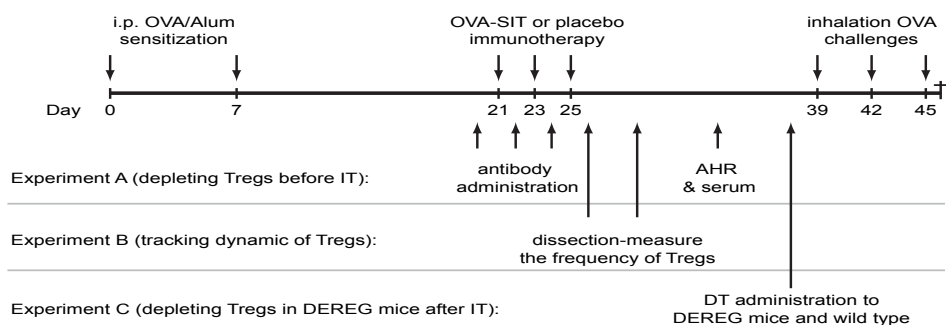 i.p. OVA/Alum
sensitization
OVA-SIT or placebo
immunotherapy
inhalation OVA
challenges
Day 0 7 21 23 25 39 42 45
Experiment A (depleting Tregs before IT):
antibody
administration
AHR
& serum
Experiment B (tracking dynamic of Tregs):
dissection-measure
the frequency of Tregs
Experiment C (depleting Tregs in DEREG mice after IT):
DT administration to
DEREG mice and wild type